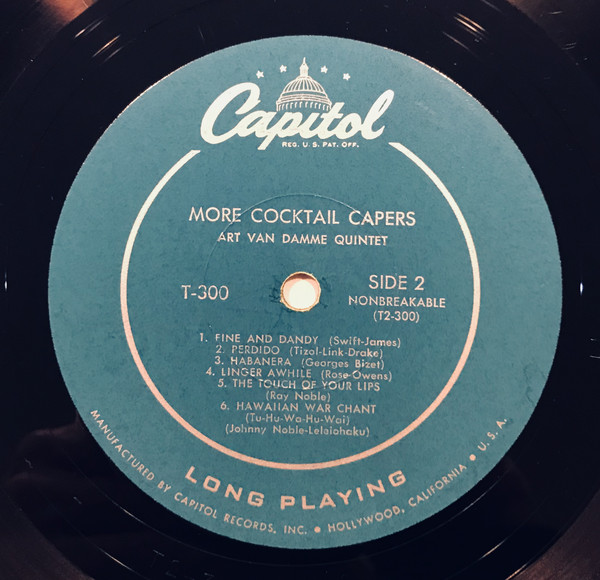 Capitol
REG. U. S. PAT. OFF.
MORE COCKTAIL CAPERS
ART VAN DAMME QUINTET
T-300
SIDE 2
NONBREAKABLE
(T2-300)
1. FINE AND DANDY (Swift-James)
2. PERDIDO (Tizol-Link-Drake)
3. HABANERA (Georges Bizet)
4. LINGER AWHILE (Rose-Owens)
5. THE TOUCH OF YOUR LIPS
(Ray Noble)
6. HAWAIIAN WAR CHANT
(Tu-Hu-Wa-Hu-Wai)
(Johnny Noble-Leleiohaku)
LONG PLAYING
MANUFACTURED BY CAPITOL RECORDS, INC. • HOLLYWOOD, CALIFORNIA • U. S. A.